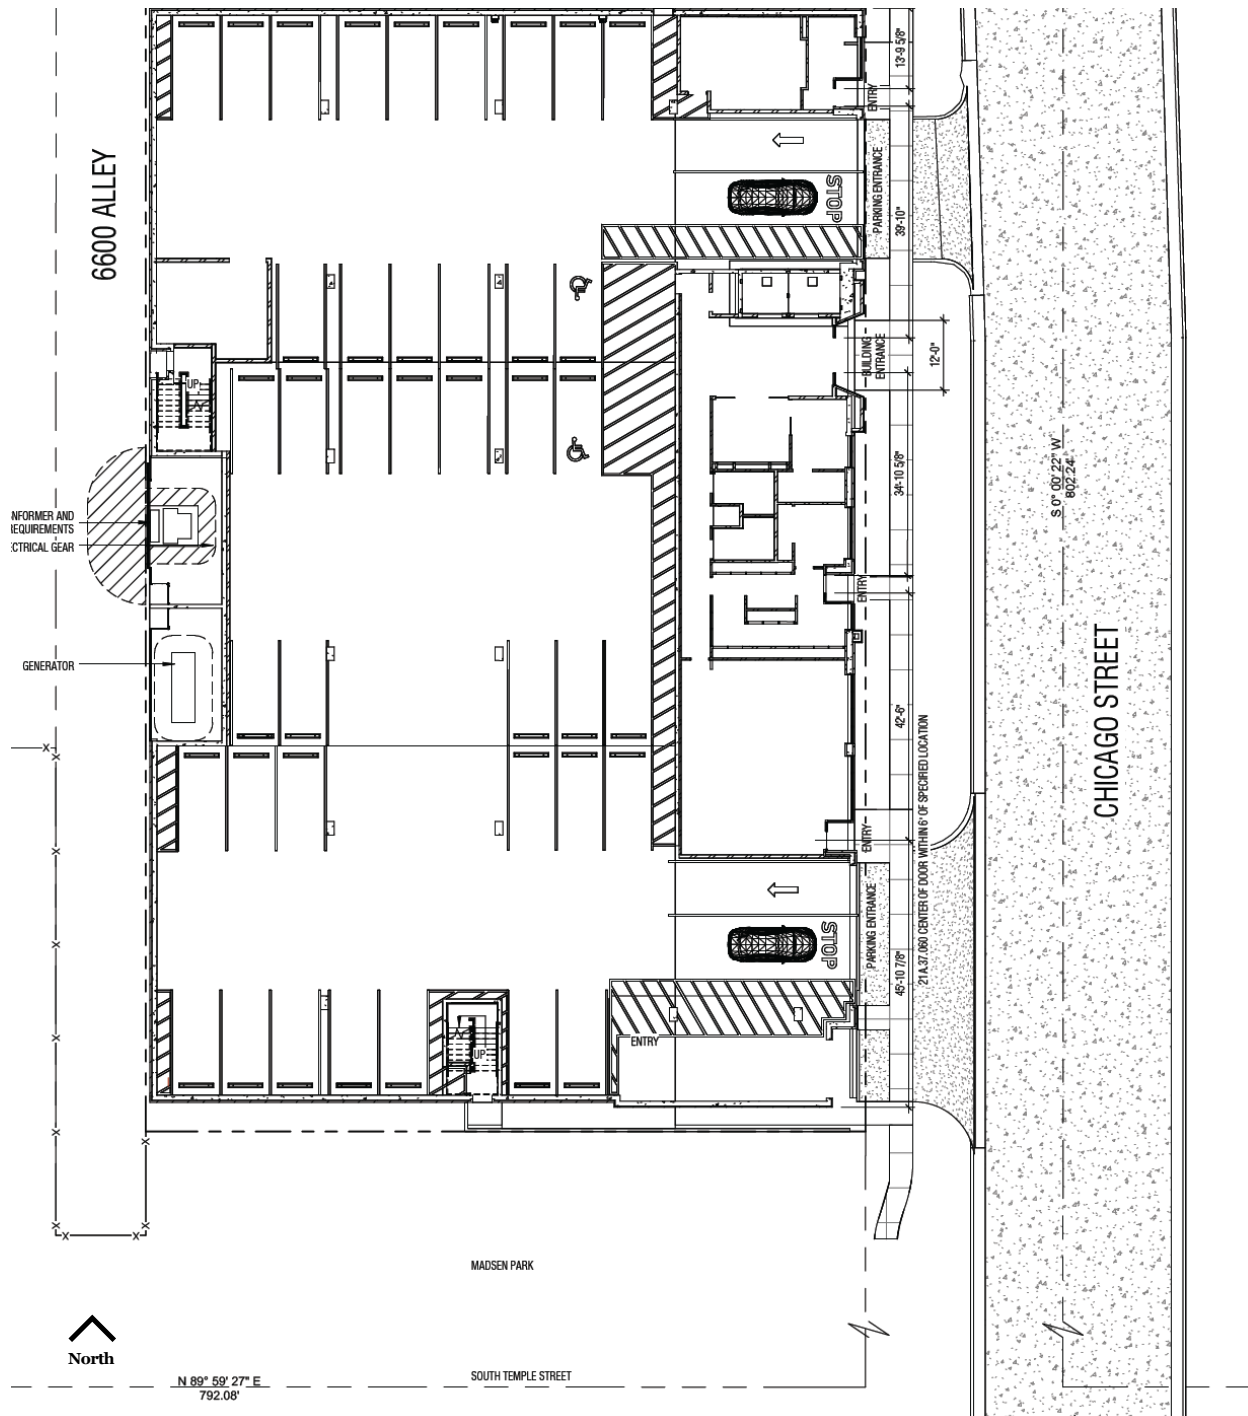 13'-9 5/8"
ENTRY
6600 ALLEY
STOP
PARKING ENTRANCE
39'-10"
BUILDING
ENTRANCE
12'-0"
UP
34'-10 5/8"
S 0° 00' 22" W
802.24'
NFORMER AND
REQUIREMENTS
CTRICAL GEAR
ENTRY
GENERATOR
42'-6"
CHICAGO STREET
21A.37.060 CENTER OF DOOR WITHIN 6' OF SPECIFIED LOCATION
ENTRY
PARKING ENTRANCE
STOP
45'-10 7/8"
UP
ENTRY
MADSEN PARK
North
N 89° 59' 27" E
792.08'
SOUTH TEMPLE STREET